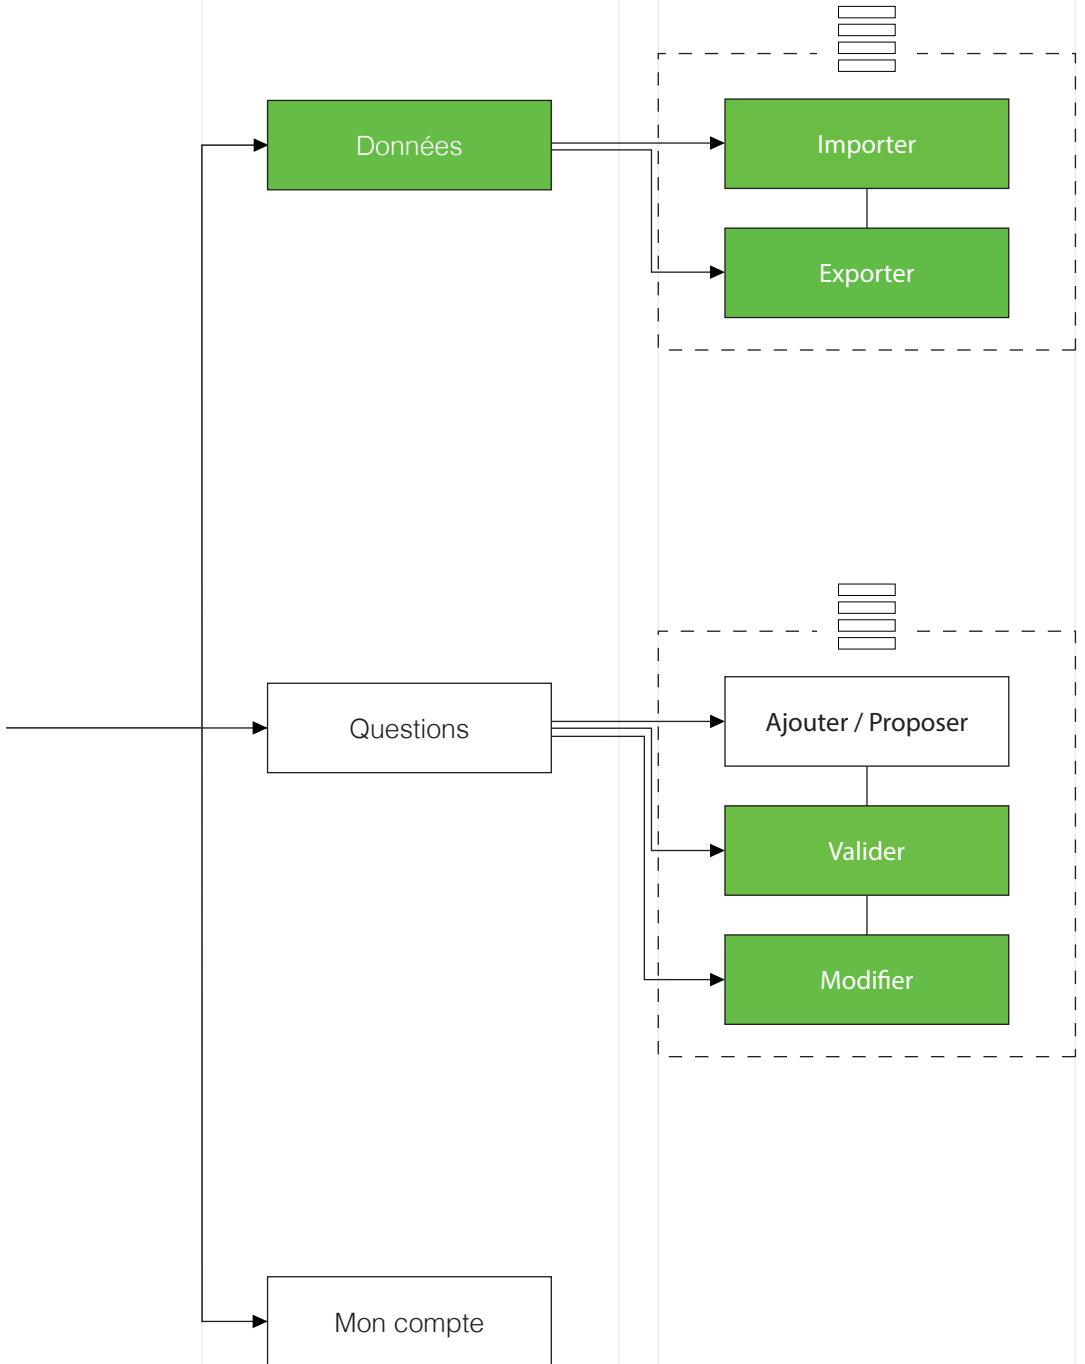 Données
Importer
Exporter
Questions
Ajouter / Proposer
Valider
Modifier
Mon compte